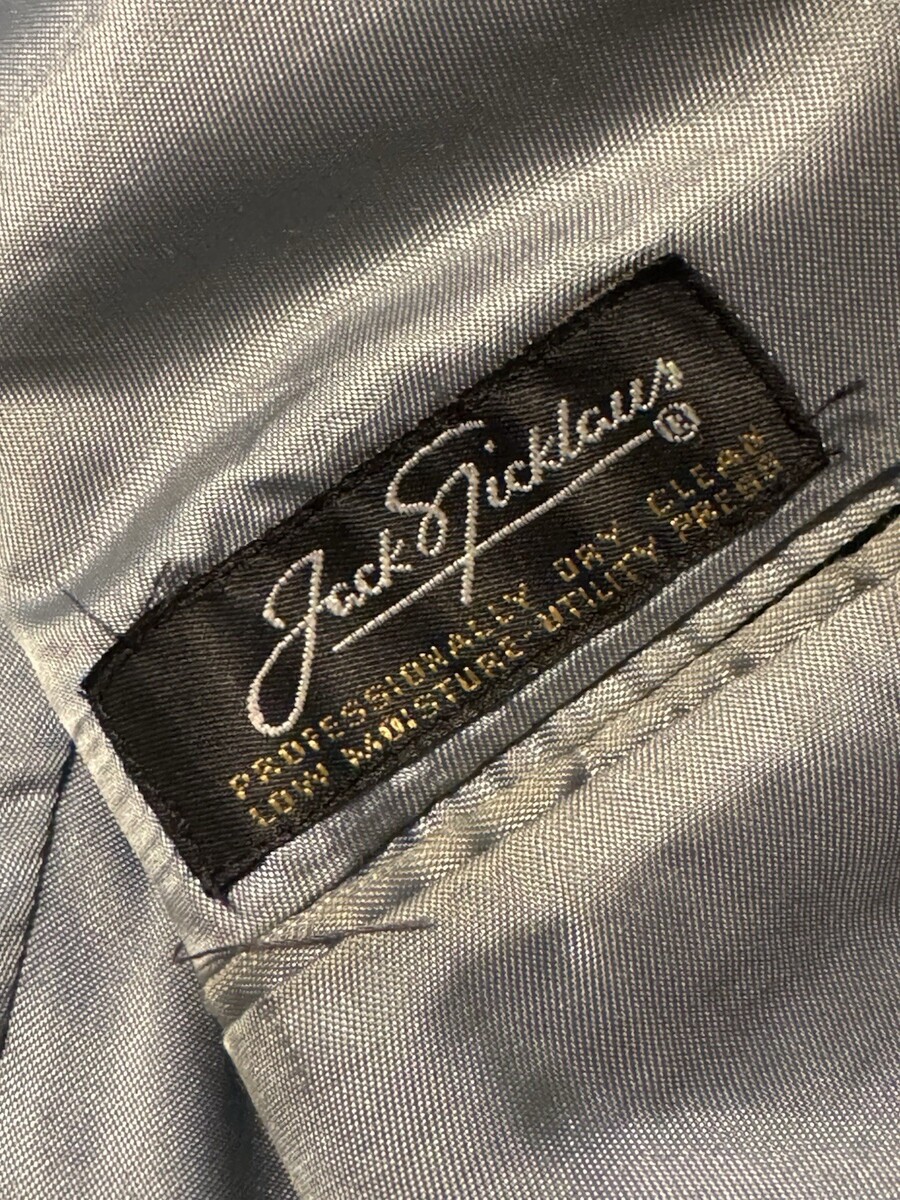 Jack Nicklaus ®
PROFESSIONALLY DRY CLEAN
LOW MOISTURE-UTILITY PRESS